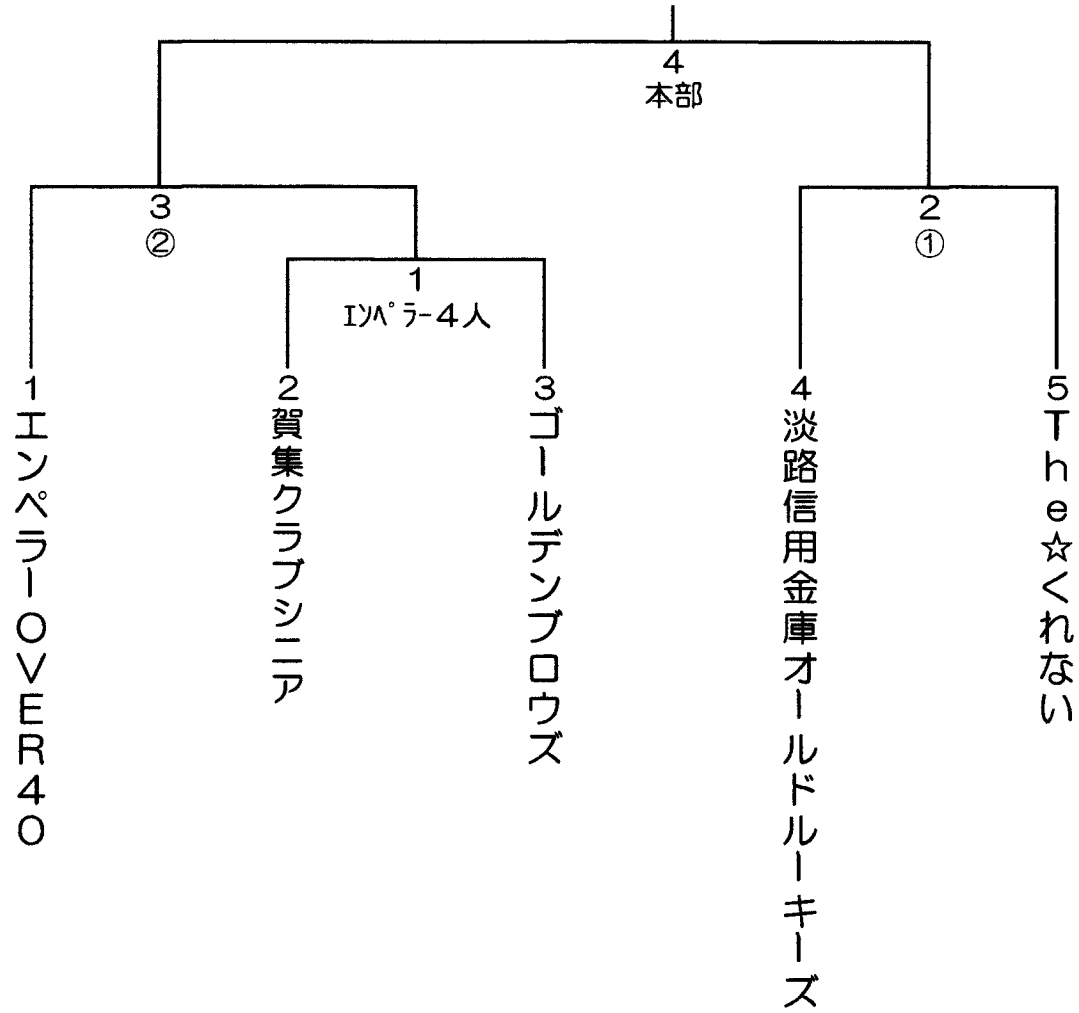 4
本部
3
②
2
①
1
ｴﾝﾍﾟﾗｰ4人
1エンペラーOVER40
2賀集クラブシニア
3ゴールデンブロウズ
4淡路信用金庫オールドルーキーズ
5The☆くれない